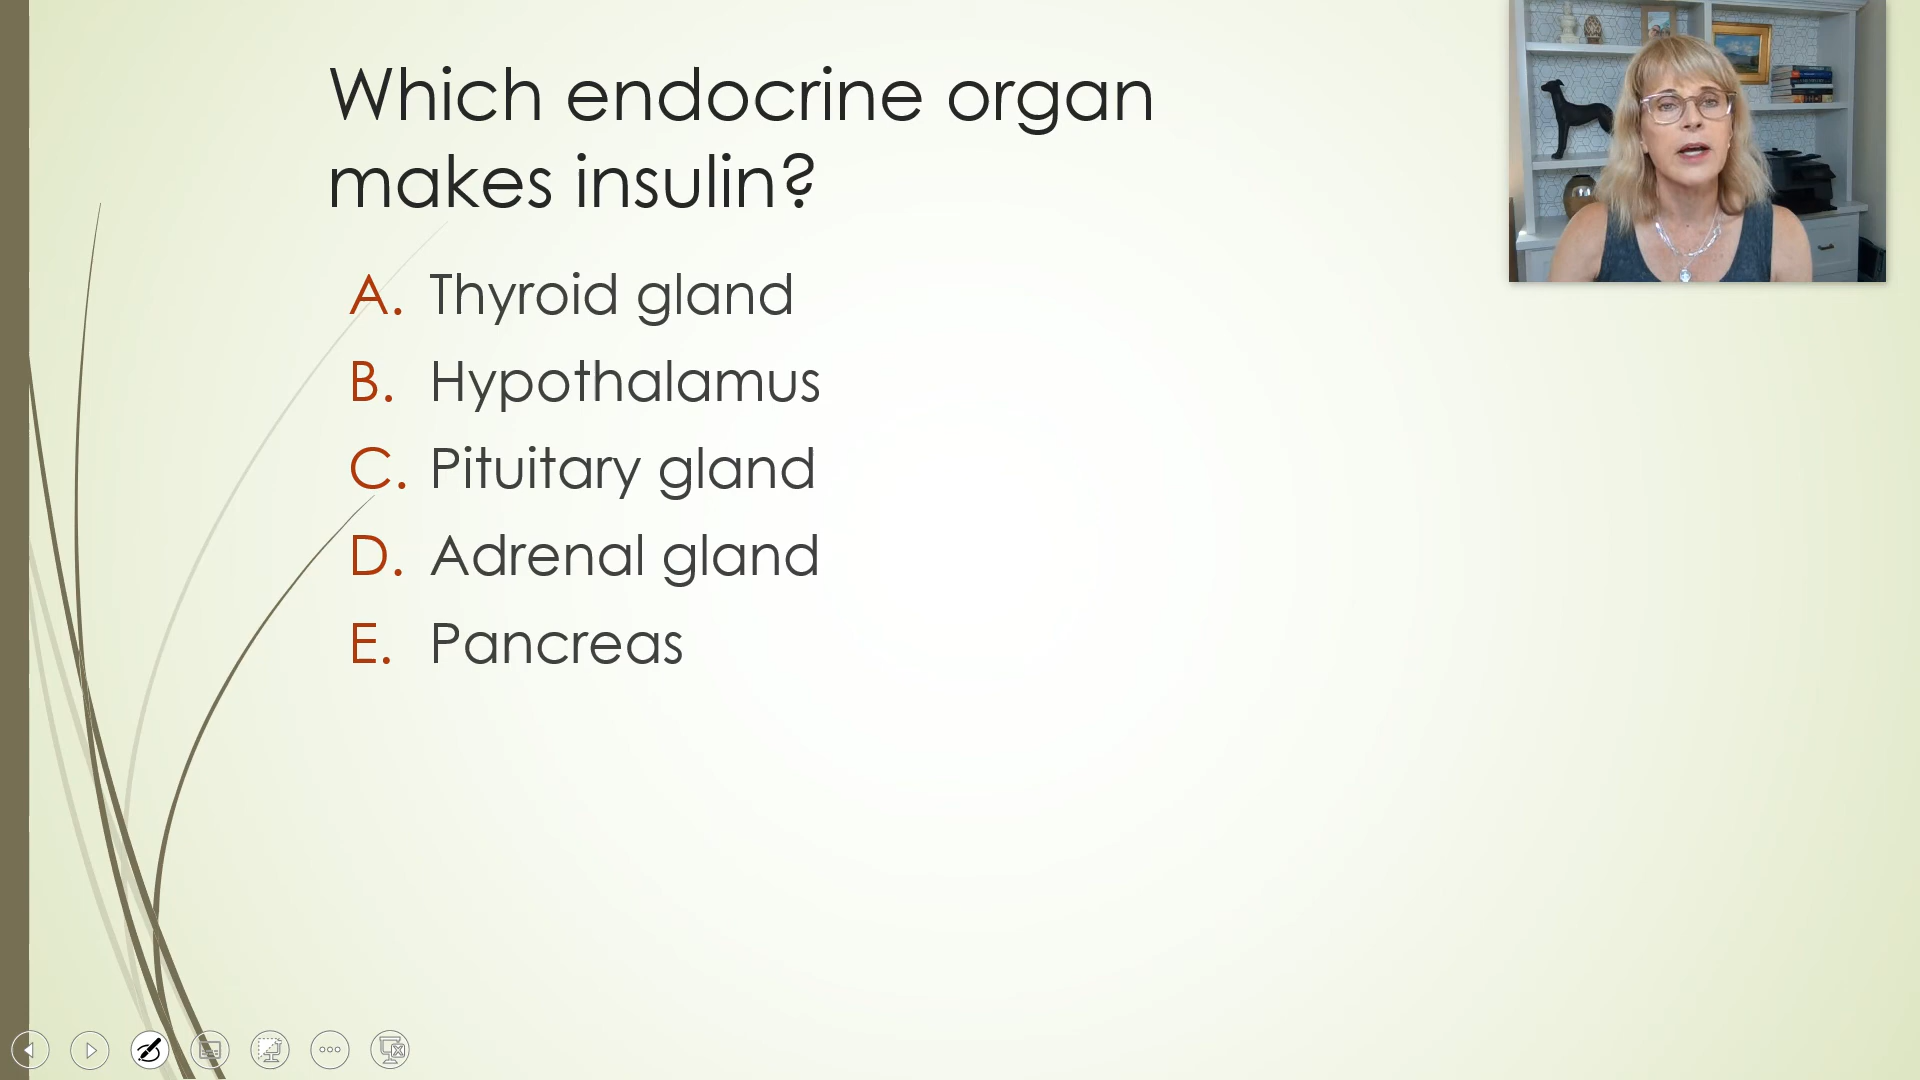 Which endocrine organ
makes insulin?
A. Thyroid gland
B. Hypothalamus
C. Pituitary gland
D. Adrenal gland
E. Pancreas